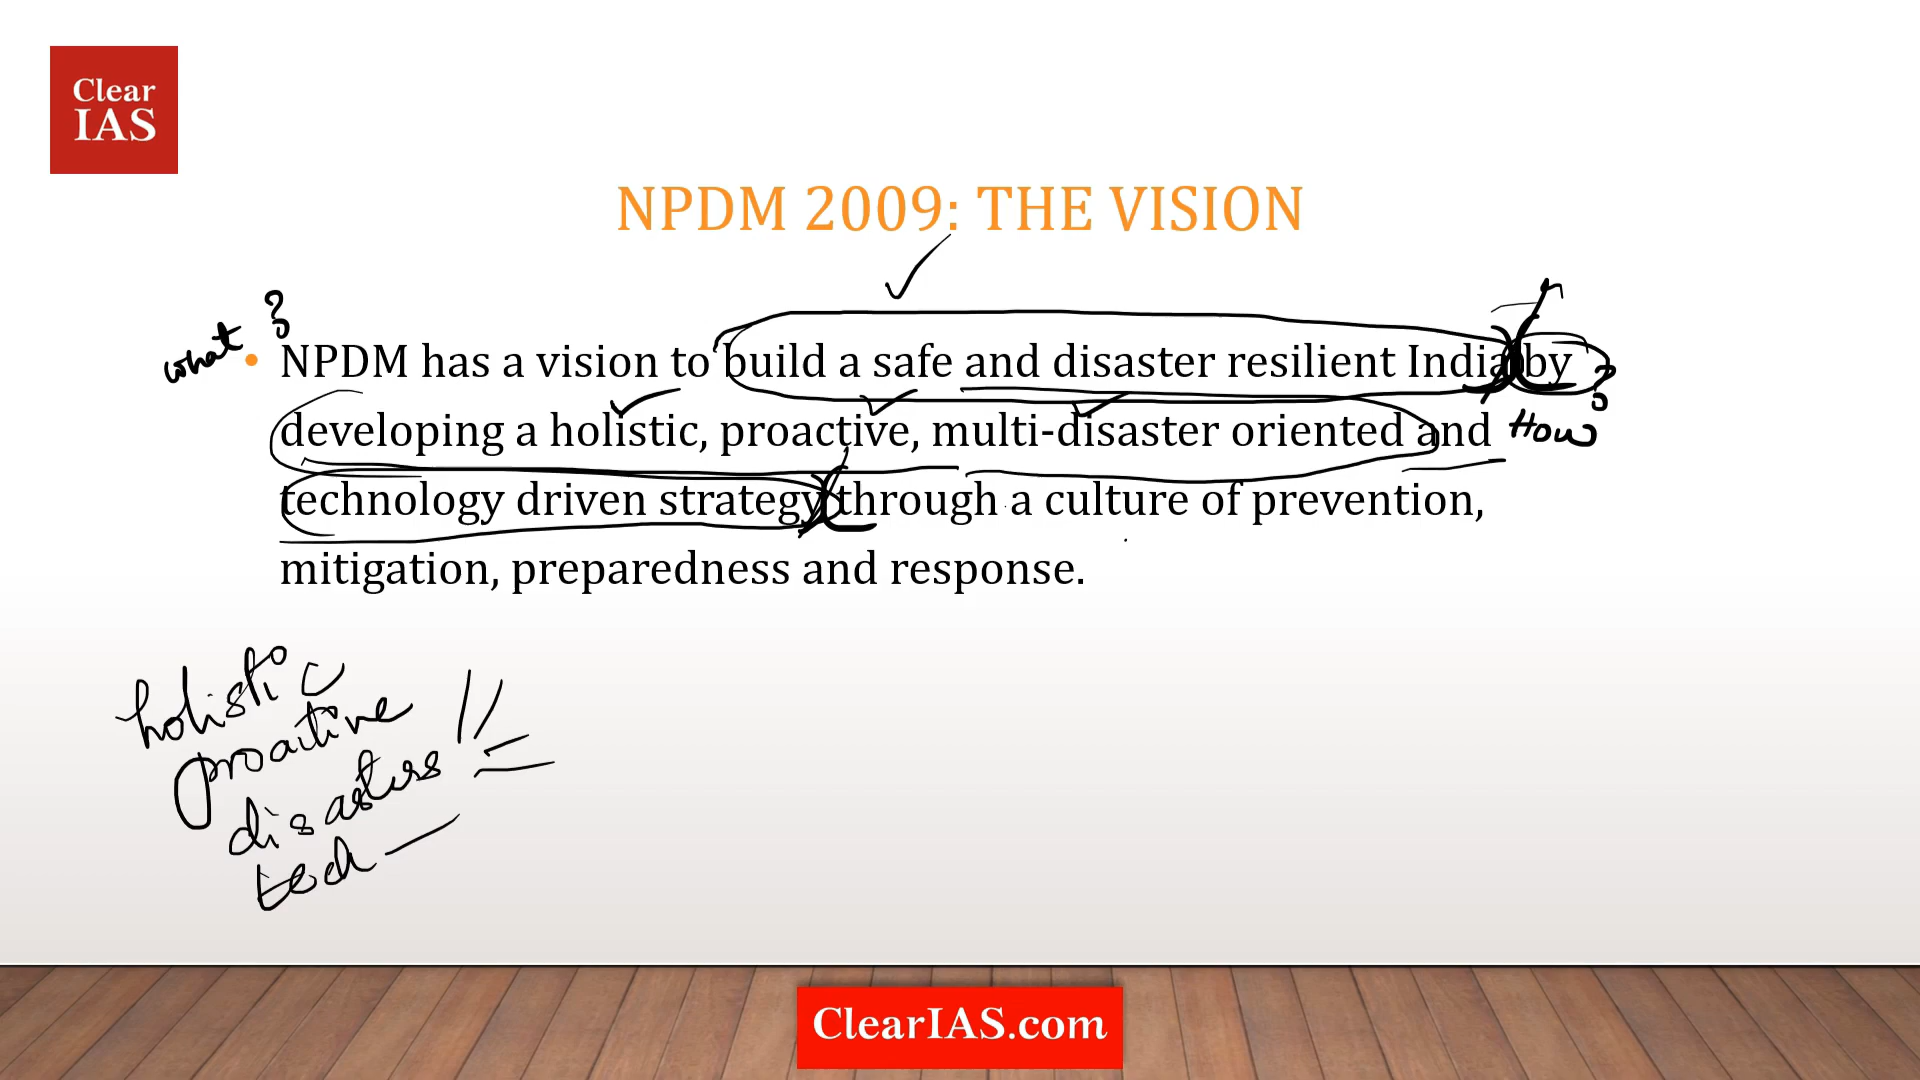 Clear
IAS
NPDM 2009: THE VISION
what ?
• NPDM has a vision to build a safe and disaster resilient India by
?
developing a holistic, proactive, multi-disaster oriented and
How
technology driven strategy through a culture of prevention,
mitigation, preparedness and response.
holistic
proactive
disasters
tech
ClearIAS.com